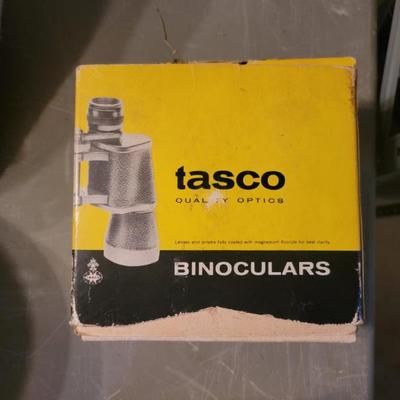 tasco
QUALITY OPTICS
Lenses and prisms fully coated with magnesium fluoride for best clarity.
BINOCULARS